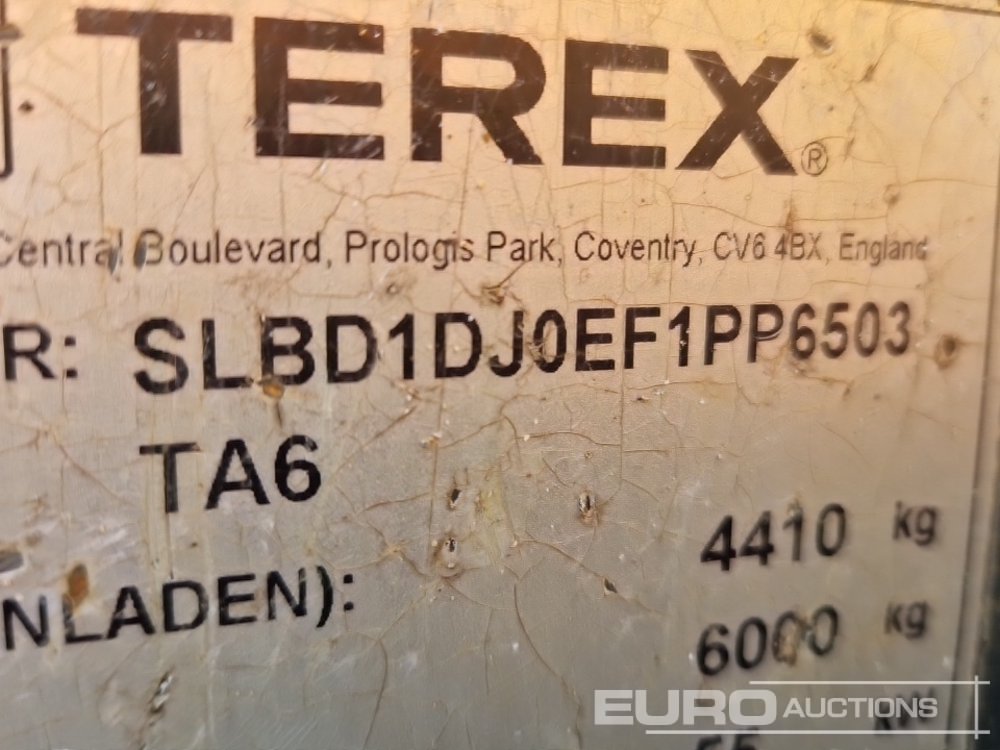 TEREX®
Central Boulevard, Prologis Park, Coventry, CV6 4BX, England
R: SLBD1DJ0EF1PP6503
TA6
NLADEN): 4410 kg
6000 kg
EURO AUCTIONS